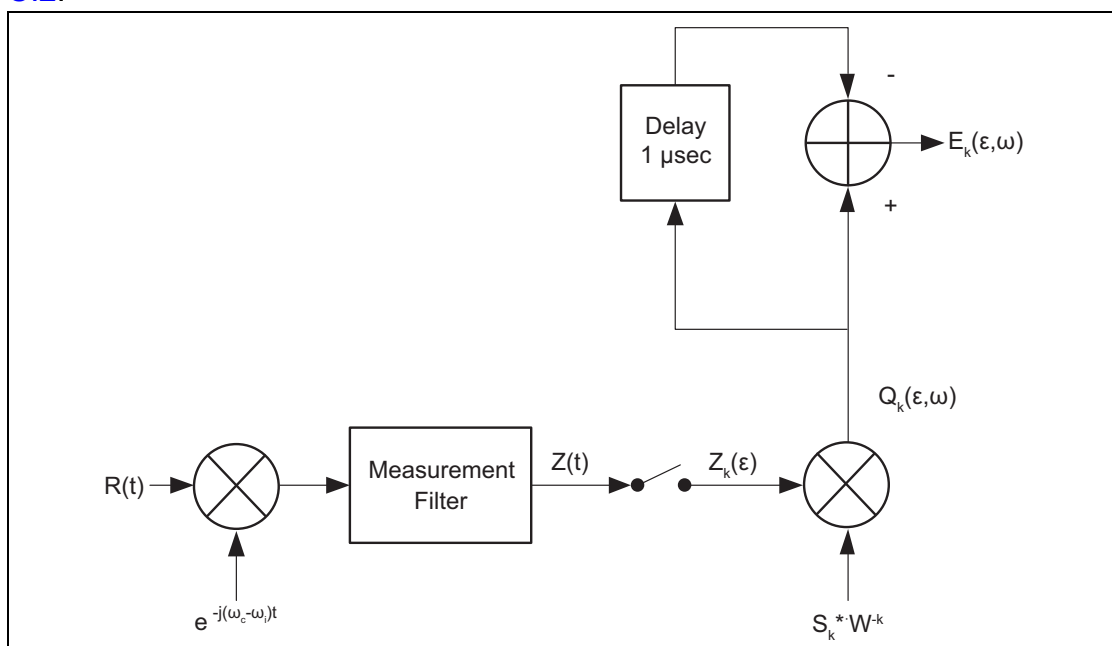 Delay
1 μsec
-
E_k(ε,ω)
+
Q_k(ε,ω)
R(t)
Measurement
Filter
Z(t)
Z_k(ε)
e^-j(ω_c-ω_i)t
S_k*·W^-k